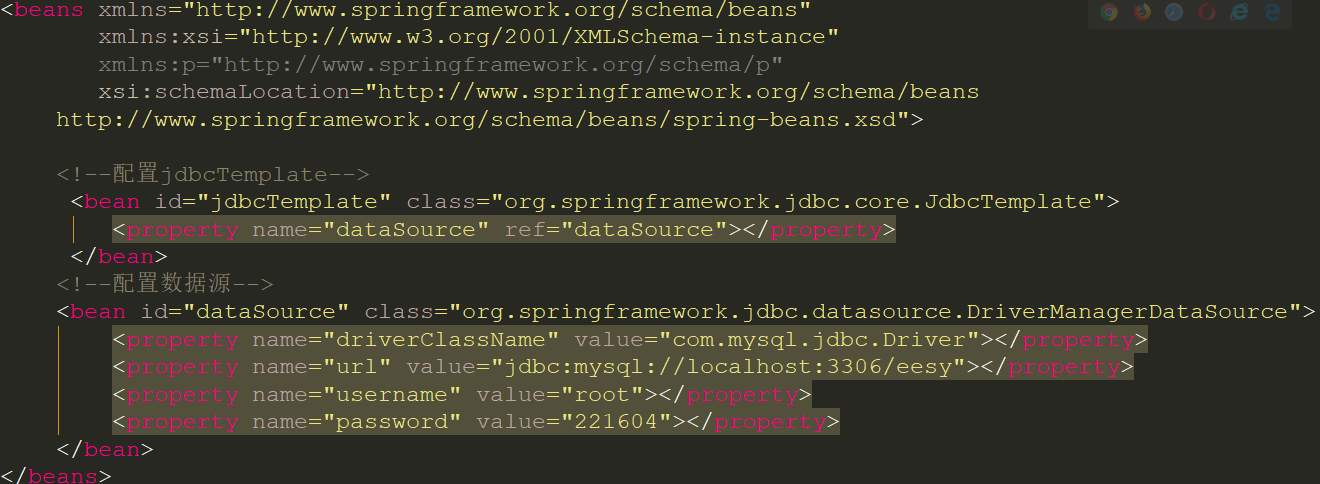 <beans xmlns="http://www.springframework.org/schema/beans"
xmlns:xsi="http://www.w3.org/2001/XMLSchema-instance"
xmlns:p="http://www.springframework.org/schema/p"
xsi:schemaLocation="http://www.springframework.org/schema/beans
http://www.springframework.org/schema/beans/spring-beans.xsd">
<!--配置jdbcTemplate-->
<bean id="jdbcTemplate" class="org.springframework.jdbc.core.JdbcTemplate">
<property name="dataSource" ref="dataSource"></property>
</bean>
<!--配置数据源-->
<bean id="dataSource" class="org.springframework.jdbc.datasource.DriverManagerDataSource">
<property name="driverClassName" value="com.mysql.jdbc.Driver"></property>
<property name="url" value="jdbc:mysql://localhost:3306/eesy"></property>
<property name="username" value="root"></property>
<property name="password" value="221604"></property>
</bean>
</beans>